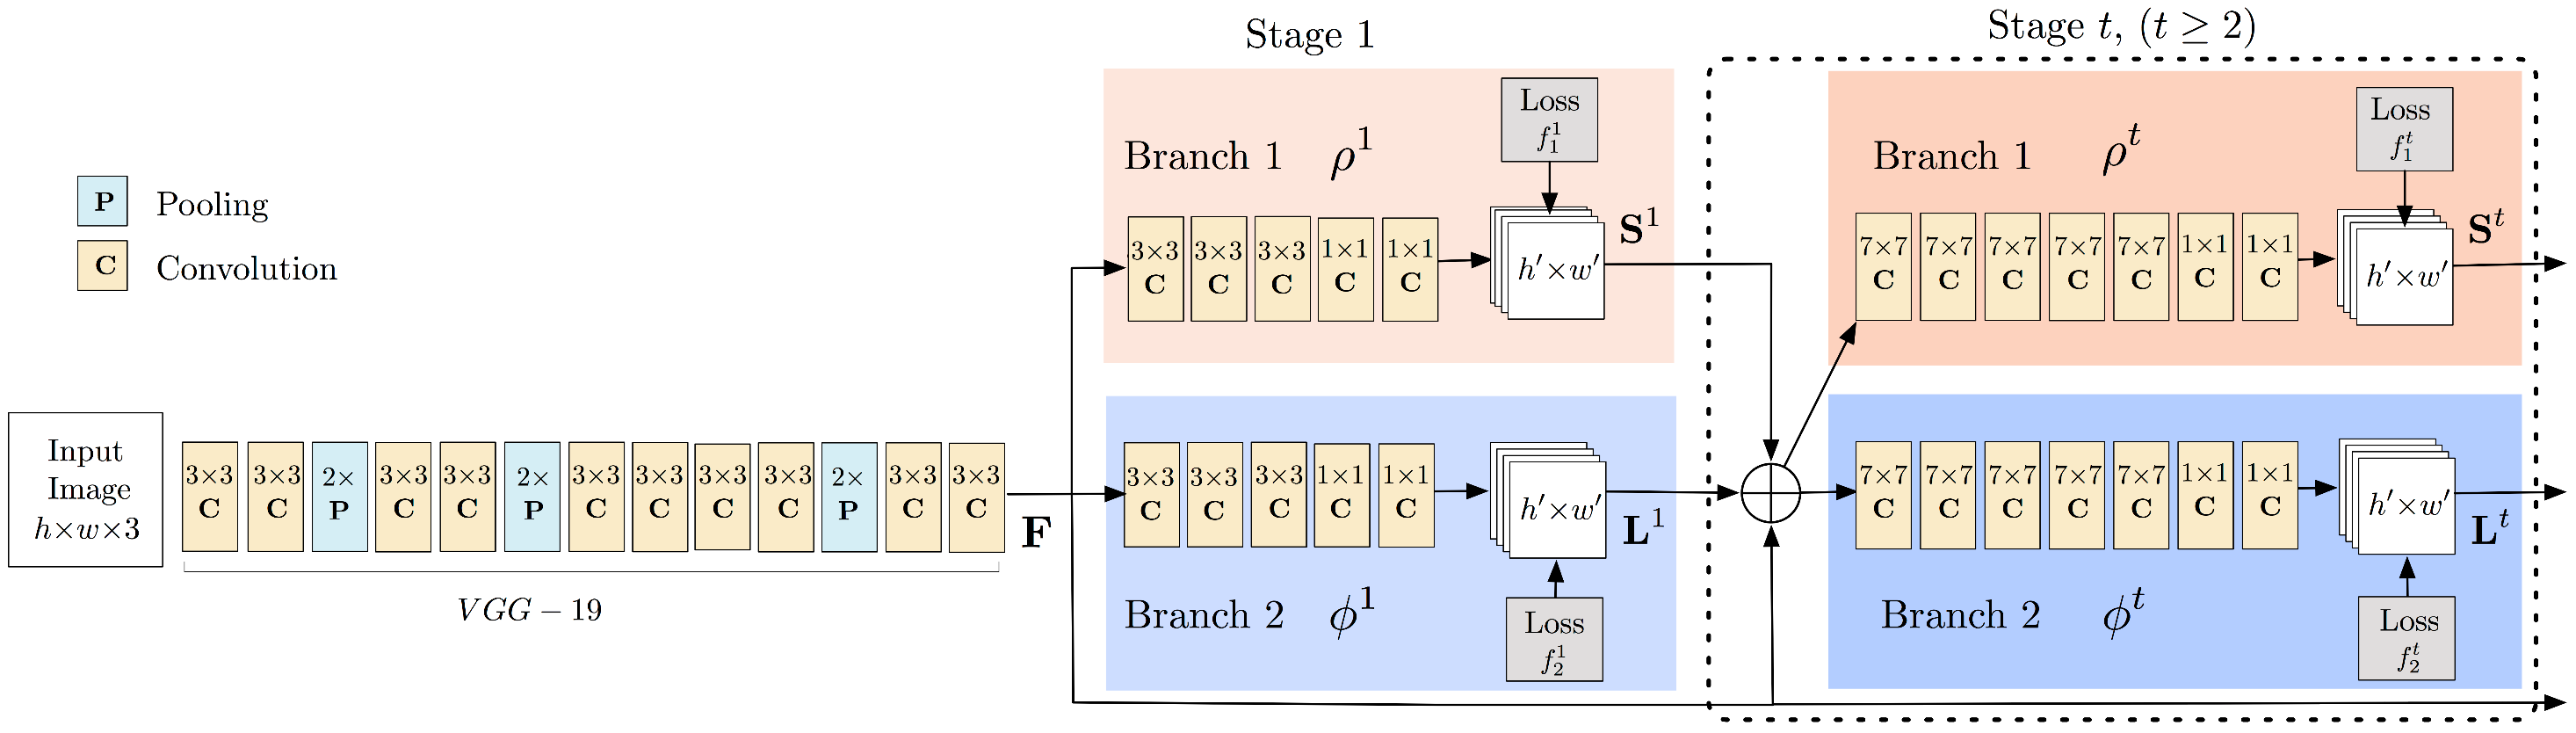 Stage 1
Stage t, (t ≥ 2)
P Pooling
C Convolution
Input
Image
h×w×3
3×3 3×3 2× 3×3 3×3 2× 3×3 3×3 3×3 3×3 2× 3×3 3×3
C C P C C P C C C C P C C
VGG − 19
F
Branch 1 ρ¹
Loss
f₁¹
3×3 3×3 3×3 1×1 1×1
C C C C C
h′×w′
S¹
3×3 3×3 3×3 1×1 1×1
C C C C C
h′×w′
L¹
Branch 2 ϕ¹
Loss
f₂¹
Branch 1 ρᵗ
Loss
f₁ᵗ
7×7 7×7 7×7 7×7 7×7 1×1 1×1
C C C C C C C
h′×w′
Sᵗ
7×7 7×7 7×7 7×7 7×7 1×1 1×1
C C C C C C C
h′×w′
Lᵗ
Branch 2 ϕᵗ
Loss
f₂ᵗ